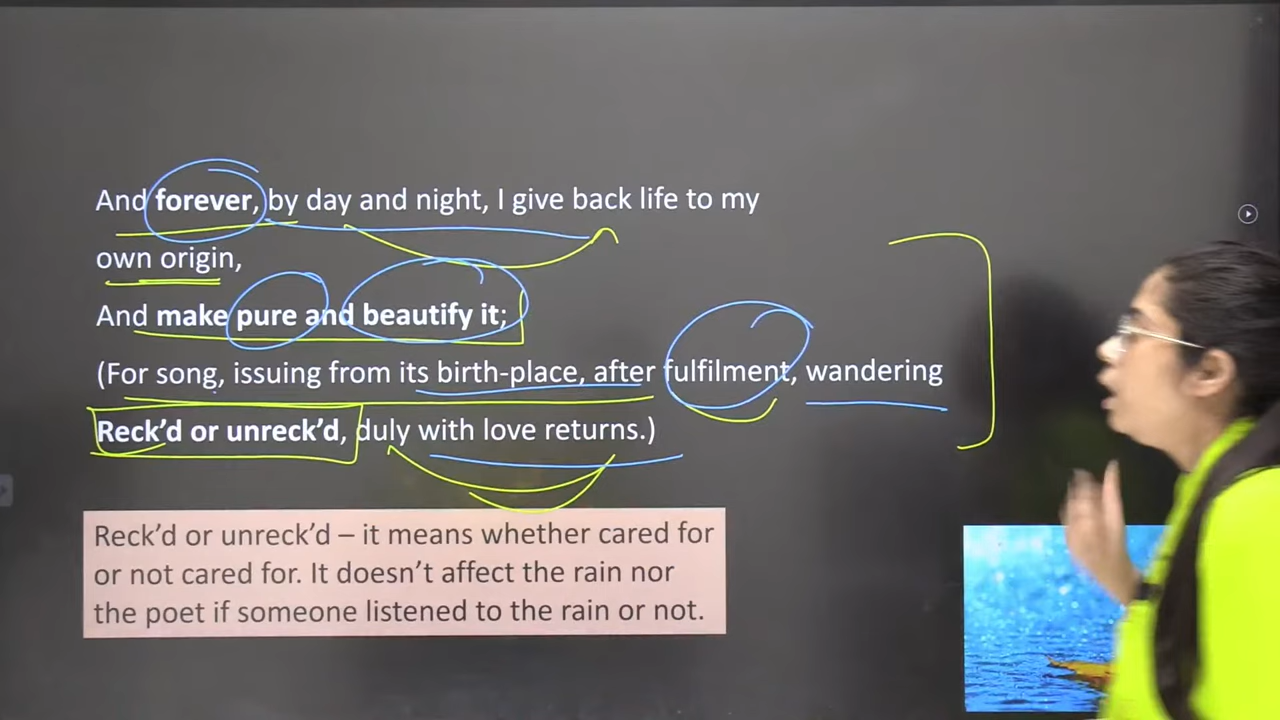 And forever, by day and night, I give back life to my
own origin,
And make pure and beautify it;
(For song, issuing from its birth-place, after fulfilment, wandering
Reck’d or unreck’d, duly with love returns.)
Reck’d or unreck’d – it means whether cared for
or not cared for. It doesn’t affect the rain nor
the poet if someone listened to the rain or not.